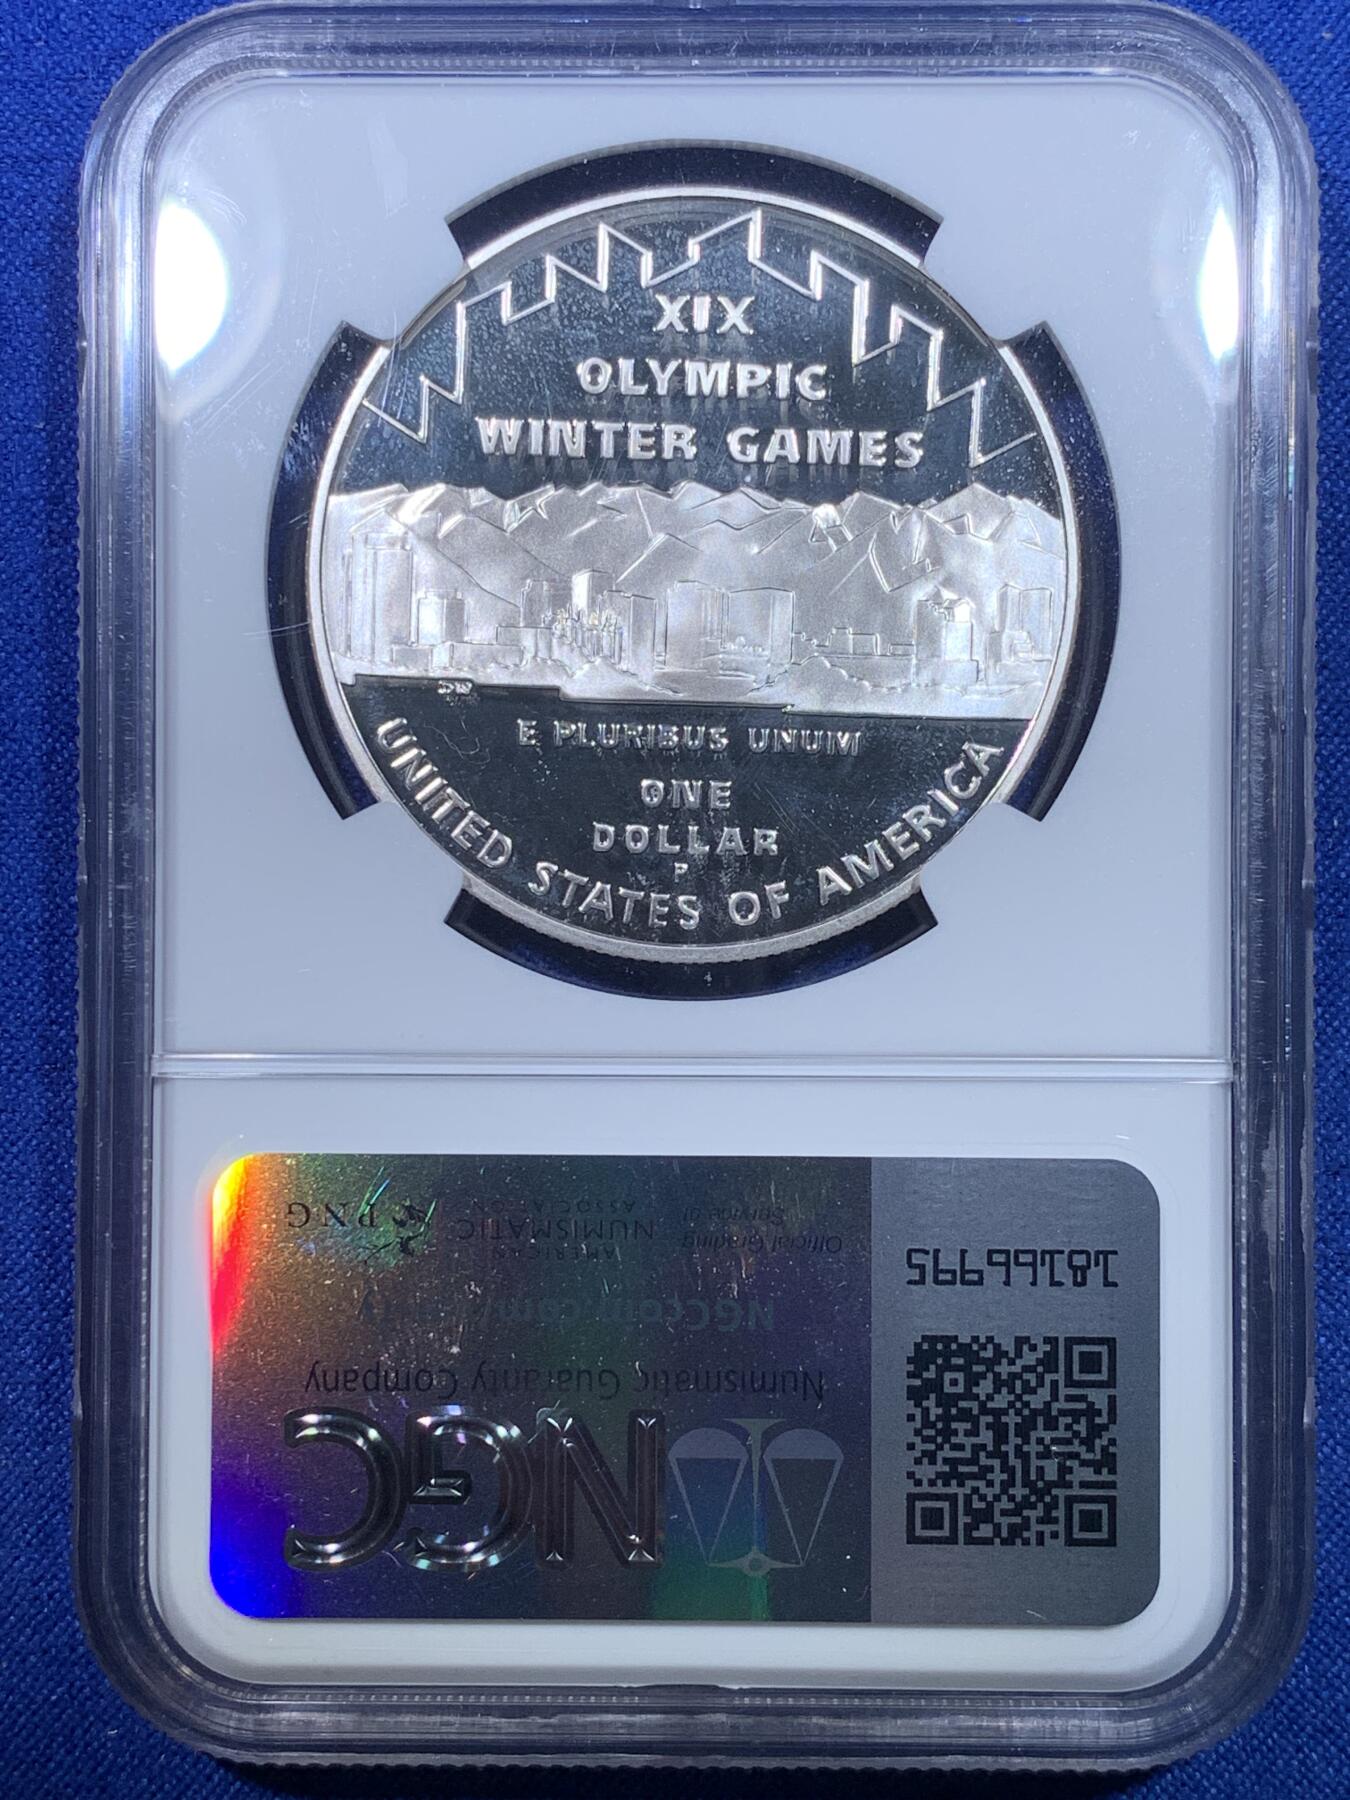 XIX
OLYMPIC
WINTER GAMES
E PLURIBUS UNUM
ONE
DOLLAR
P
UNITED STATES OF AMERICA
NGC
Numismatic Guaranty Company
NGCcoin.com
Official Grading
Service of
AMERICAN
NUMISMATIC
ASSOCIATION
PNG